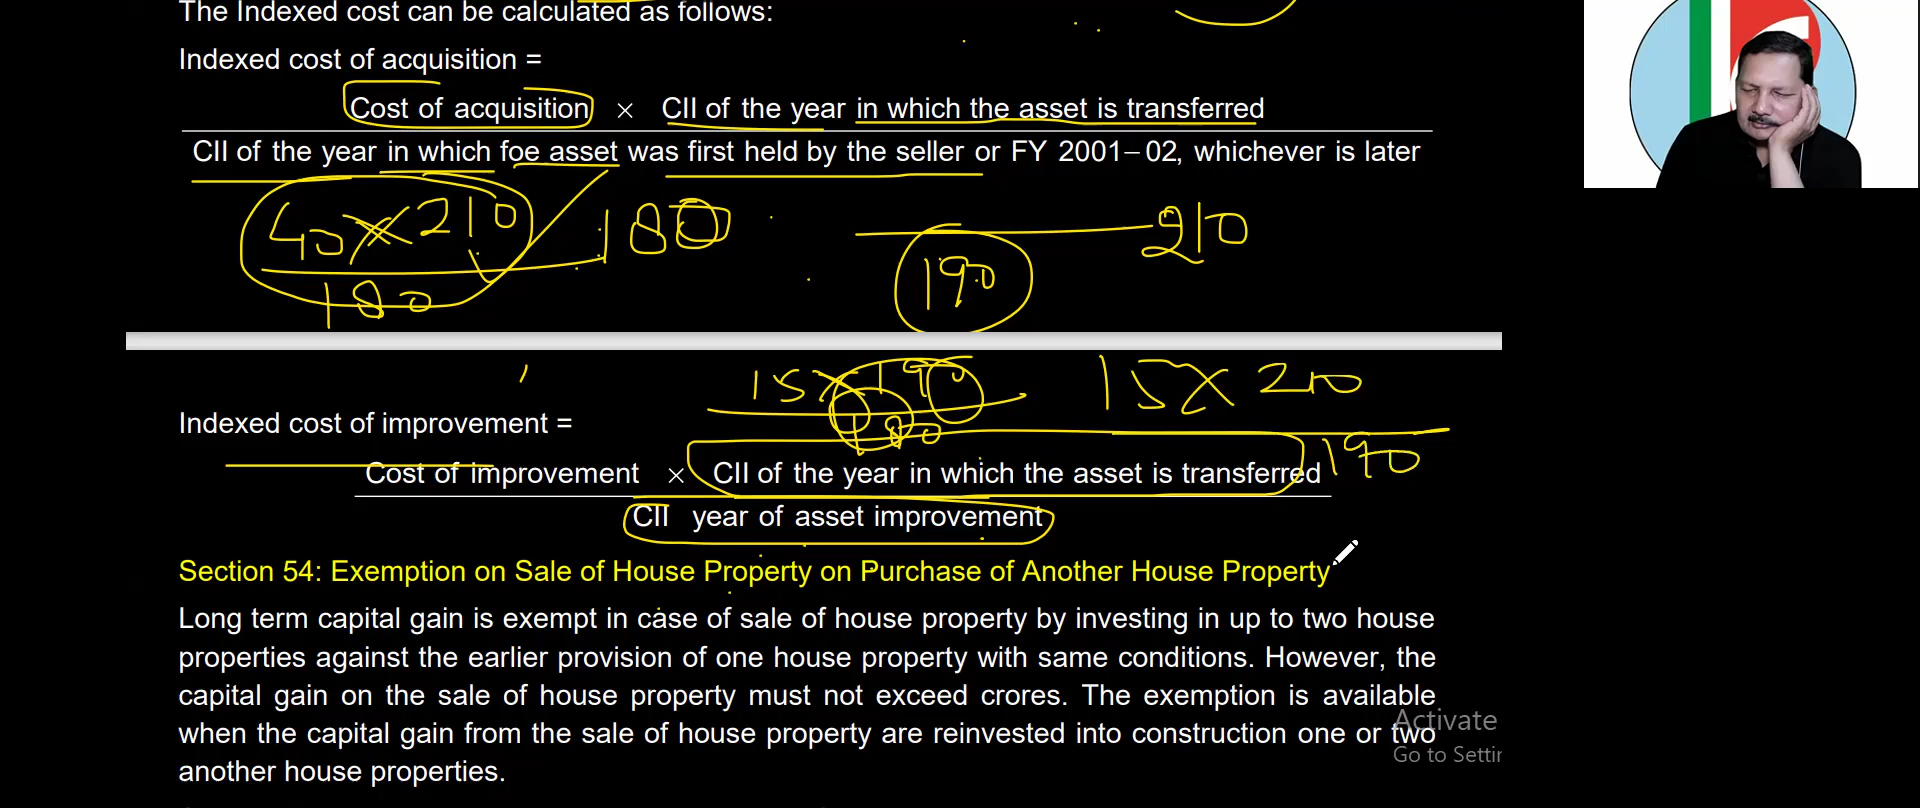 The Indexed cost can be calculated as follows:
Indexed cost of acquisition =
Cost of acquisition × CII of the year in which the asset is transferred
CII of the year in which foe asset was first held by the seller or FY 2001–02, whichever is later
40 × 210 180 210
180 190
15 × 190 15 × 210
180
Indexed cost of improvement =
190
Cost of improvement × CII of the year in which the asset is transferred
CII year of asset improvement
Section 54: Exemption on Sale of House Property on Purchase of Another House Property
Long term capital gain is exempt in case of sale of house property by investing in up to two house
properties against the earlier provision of one house property with same conditions. However, the
capital gain on the sale of house property must not exceed crores. The exemption is available
when the capital gain from the sale of house property are reinvested into construction one or two
another house properties.
Activate
Go to Settin